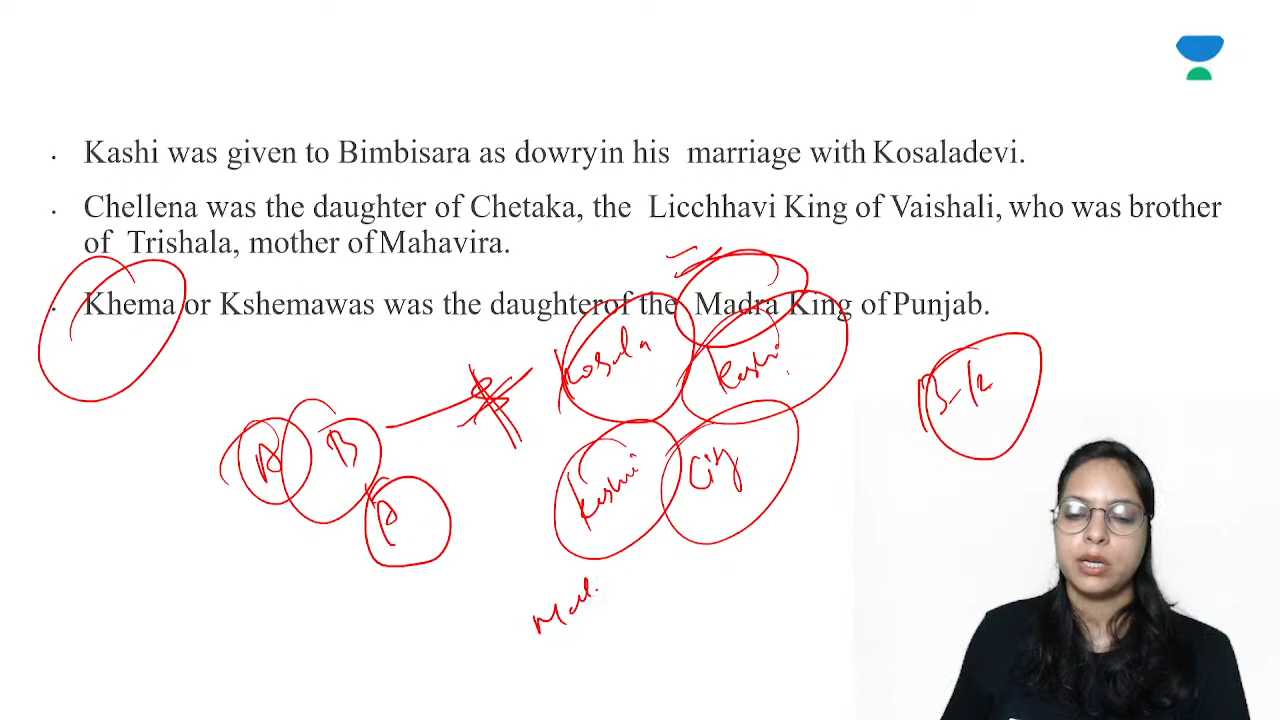 Kashi was given to Bimbisara as dowryin his marriage with Kosaladevi.
Chellena was the daughter of Chetaka, the Licchhavi King of Vaishali, who was brother
of Trishala, mother of Mahavira.
Khema or Kshemawas was the daughterof the Madra King of Punjab.
Kosala
Kashi
B
Kashi
City